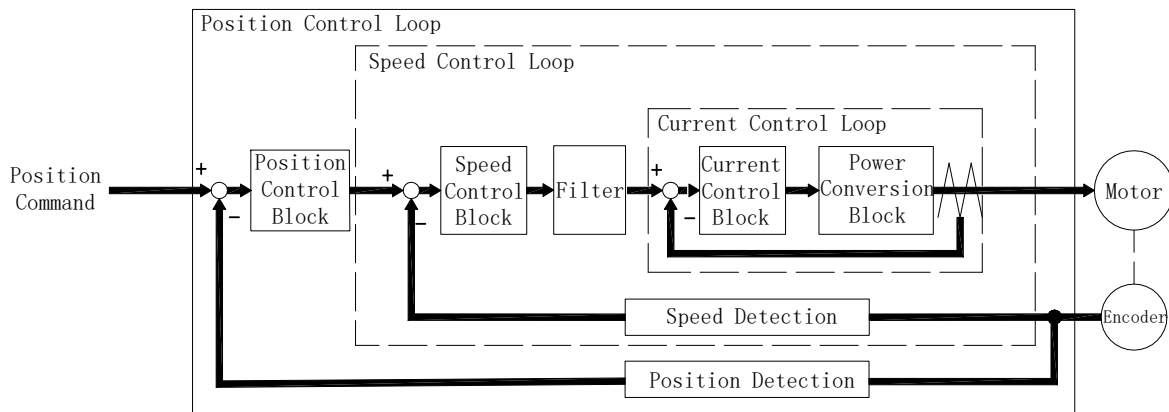 Position Control Loop
Speed Control Loop
Current Control Loop
Position
Command
+
−
Position
Control
Block
+
−
Speed
Control
Block
Filter
+
−
Current
Control
Block
Power
Conversion
Block
Motor
Speed Detection
Encoder
Position Detection